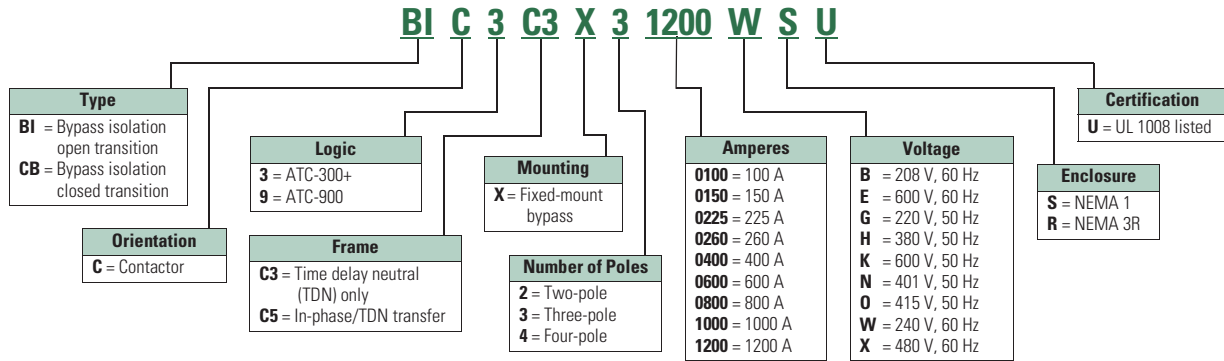 BI C 3 C3 X 3 1200 W S U
Type
BI = Bypass isolation
open transition
CB = Bypass isolation
closed transition
Orientation
C = Contactor
Logic
3 = ATC-300+
9 = ATC-900
Frame
C3 = Time delay neutral
(TDN) only
C5 = In-phase/TDN transfer
Mounting
X = Fixed-mount
bypass
Number of Poles
2 = Two-pole
3 = Three-pole
4 = Four-pole
Amperes
0100 = 100 A
0150 = 150 A
0225 = 225 A
0260 = 260 A
0400 = 400 A
0600 = 600 A
0800 = 800 A
1000 = 1000 A
1200 = 1200 A
Voltage
B = 208 V, 60 Hz
E = 600 V, 60 Hz
G = 220 V, 50 Hz
H = 380 V, 50 Hz
K = 600 V, 50 Hz
N = 401 V, 50 Hz
O = 415 V, 50 Hz
W = 240 V, 60 Hz
X = 480 V, 60 Hz
Enclosure
S = NEMA 1
R = NEMA 3R
Certification
U = UL 1008 listed